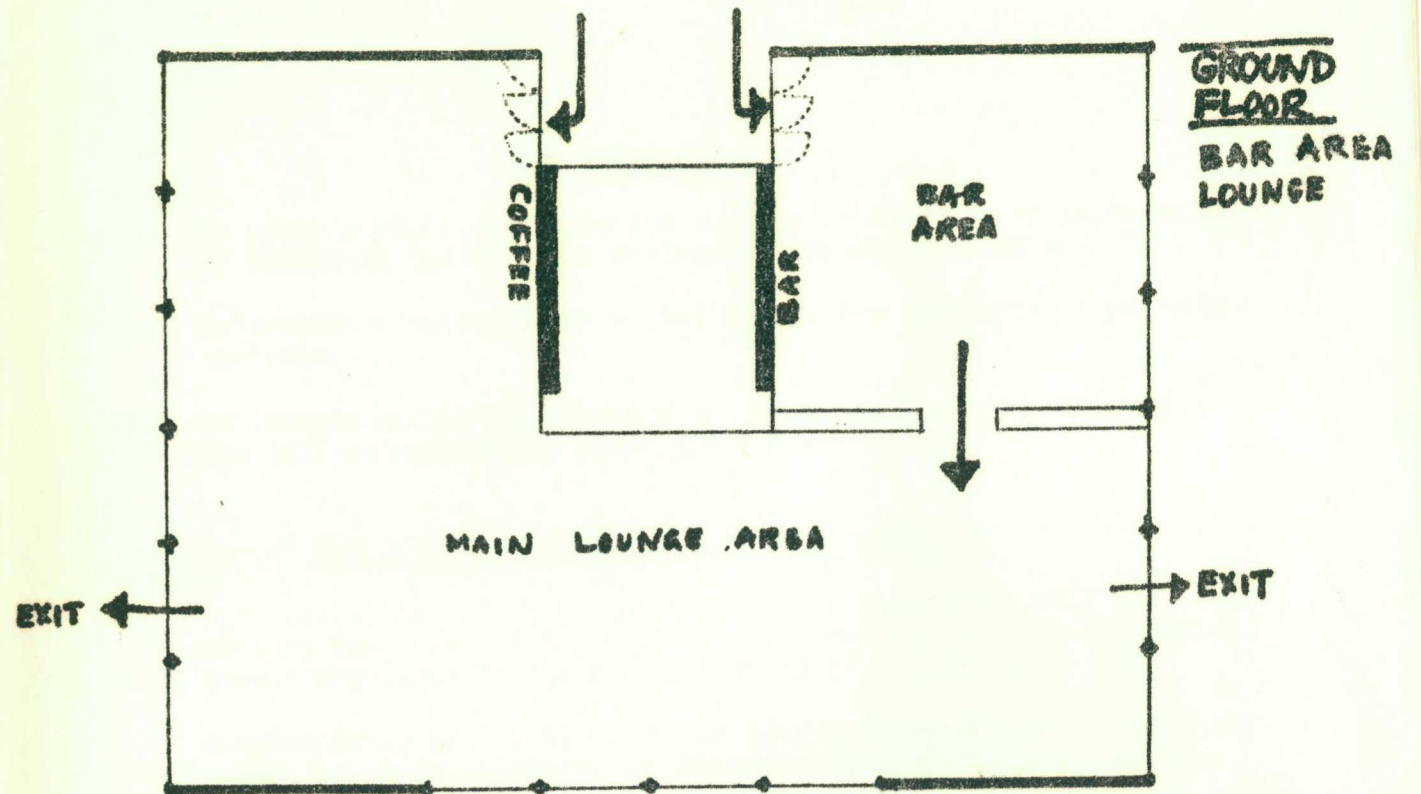 GROUND
FLOOR
BAR AREA
LOUNGE
COFFEE
BAR
BAR
AREA
MAIN LOUNGE AREA
EXIT
EXIT